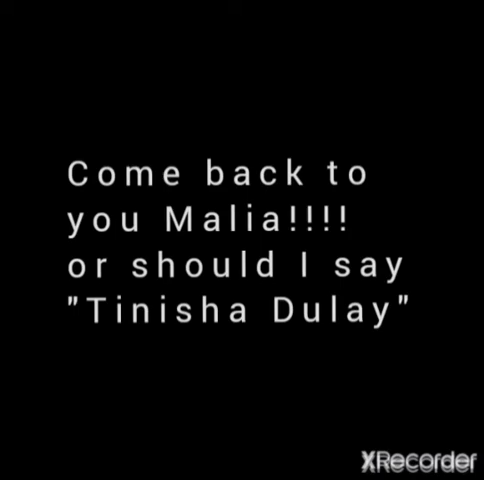 Come back to
you Malia!!!!
or should I say
"Tinisha Dulay"
XRecorder